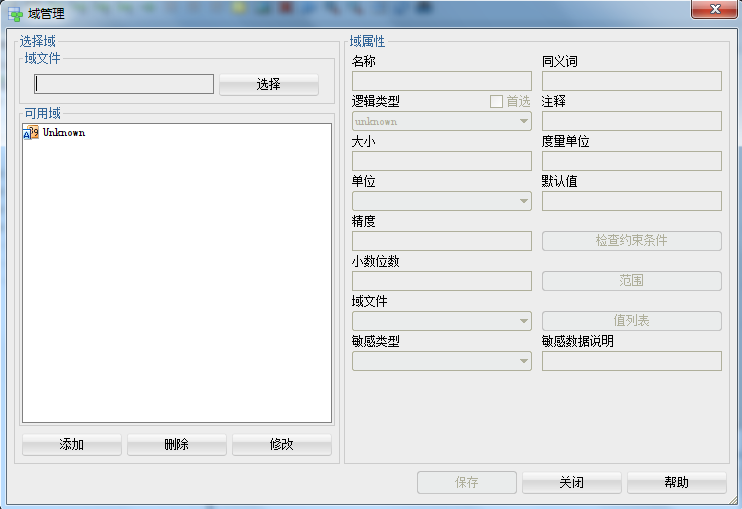 域管理
选择域
域文件
选择
可用域
Unknown
添加
删除
修改
域属性
名称
同义词
逻辑类型
首选
注释
unknown
大小
度量单位
单位
默认值
精度
检查约束条件
小数位数
范围
域文件
值列表
敏感类型
敏感数据说明
保存
关闭
帮助